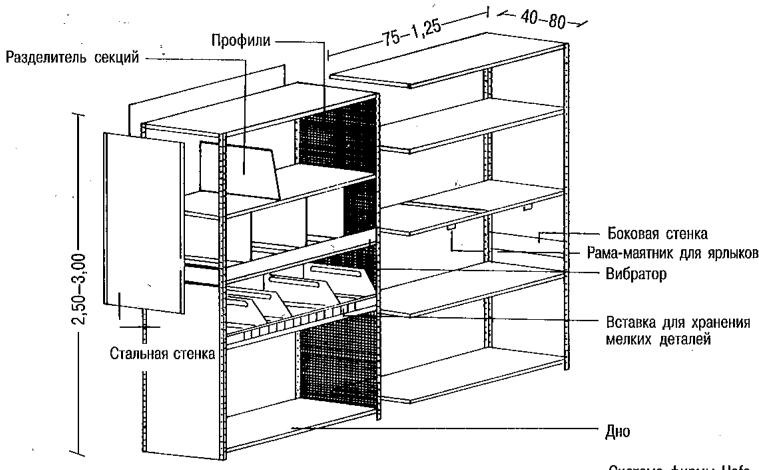 75–1,25
40–80
Профили
Разделитель секций
2,50–3,00
Боковая стенка
Рама-маятник для ярлыков
Вибратор
Вставка для хранения
мелких деталей
Стальная стенка
Дно